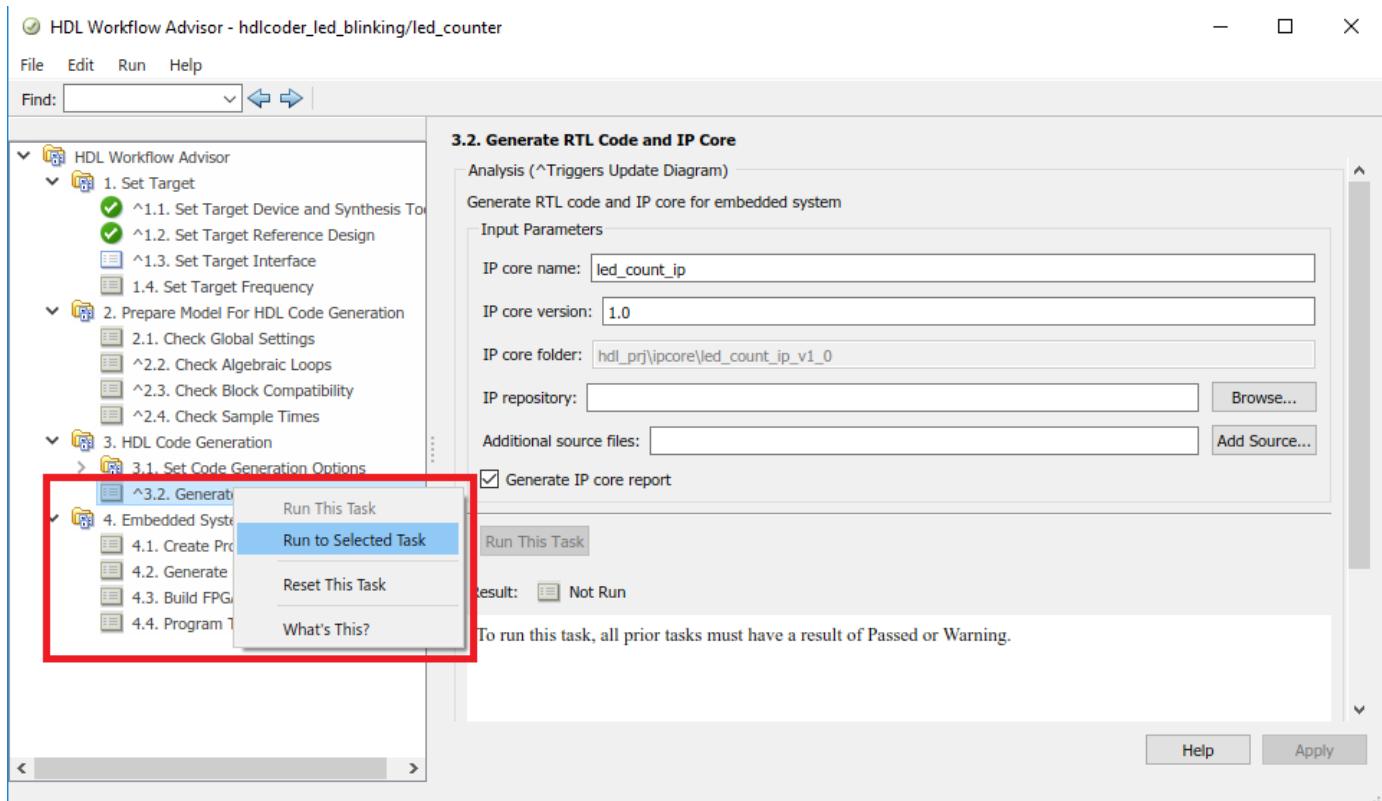 HDL Workflow Advisor - hdlcoder_led_blinking/led_counter
File Edit Run Help
Find:
HDL Workflow Advisor
1. Set Target
^1.1. Set Target Device and Synthesis Too
^1.2. Set Target Reference Design
^1.3. Set Target Interface
1.4. Set Target Frequency
2. Prepare Model For HDL Code Generation
2.1. Check Global Settings
^2.2. Check Algebraic Loops
^2.3. Check Block Compatibility
^2.4. Check Sample Times
3. HDL Code Generation
3.1. Set Code Generation Options
^3.2. Generate
4. Embedded Syste
4.1. Create Pro
4.2. Generate
4.3. Build FPGA
4.4. Program T
Run This Task
Run to Selected Task
Reset This Task
What's This?
3.2. Generate RTL Code and IP Core
Analysis (^Triggers Update Diagram)
Generate RTL code and IP core for embedded system
Input Parameters
IP core name: led_count_ip
IP core version: 1.0
IP core folder: hdl_prj\ipcore\led_count_ip_v1_0
IP repository: Browse...
Additional source files: Add Source...
Generate IP core report
Run This Task
Result: Not Run
To run this task, all prior tasks must have a result of Passed or Warning.
Help Apply